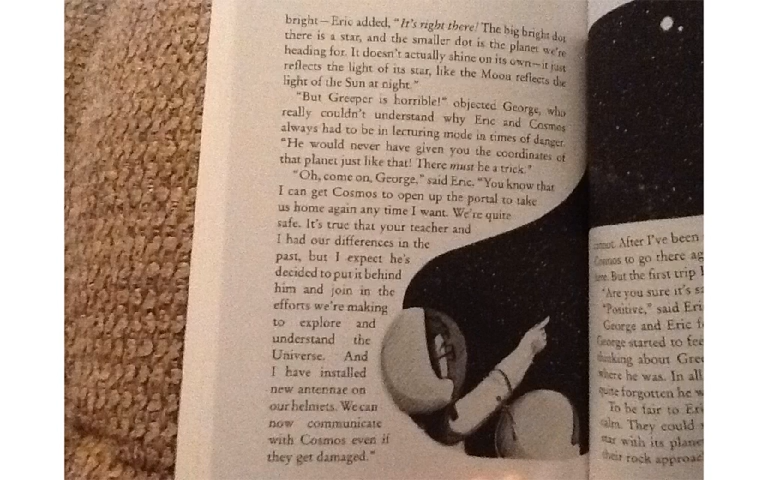 bright—Eric added, "It's right there! The big bright dot
there is a star, and the smaller dot is the planet we're
heading for. It doesn't actually shine on its own—it just
reflects the light of its star, like the Moon reflects the
light of the Sun at night."
"But Greeper is horrible!" objected George, who
really couldn't understand why Eric and Cosmos
always had to be in lecturing mode in times of danger.
"He would never have given you the coordinates of
that planet just like that! There must be a trick."
"Oh, come on, George," said Eric. "You know that
I can get Cosmos to open up the portal to take
us home again any time I want. We're quite
safe. It's true that your teacher and
I had our differences in the
past, but I expect he's
decided to put it behind
him and join in the
efforts we're making
to explore and
understand the
Universe. And
I have installed
new antennae on
our helmets. We can
now communicate
with Cosmos even if
they get damaged."
cannot. After I've been
Cosmos to go there ag
here. But the first trip I
"Are you sure it's s
"Positive," said Eri
George and Eric f
George started to fee
thinking about Gree
where he was. In all
quite forgotten he w
To be fair to Eri
calm. They could
star with its plane
their rock approac